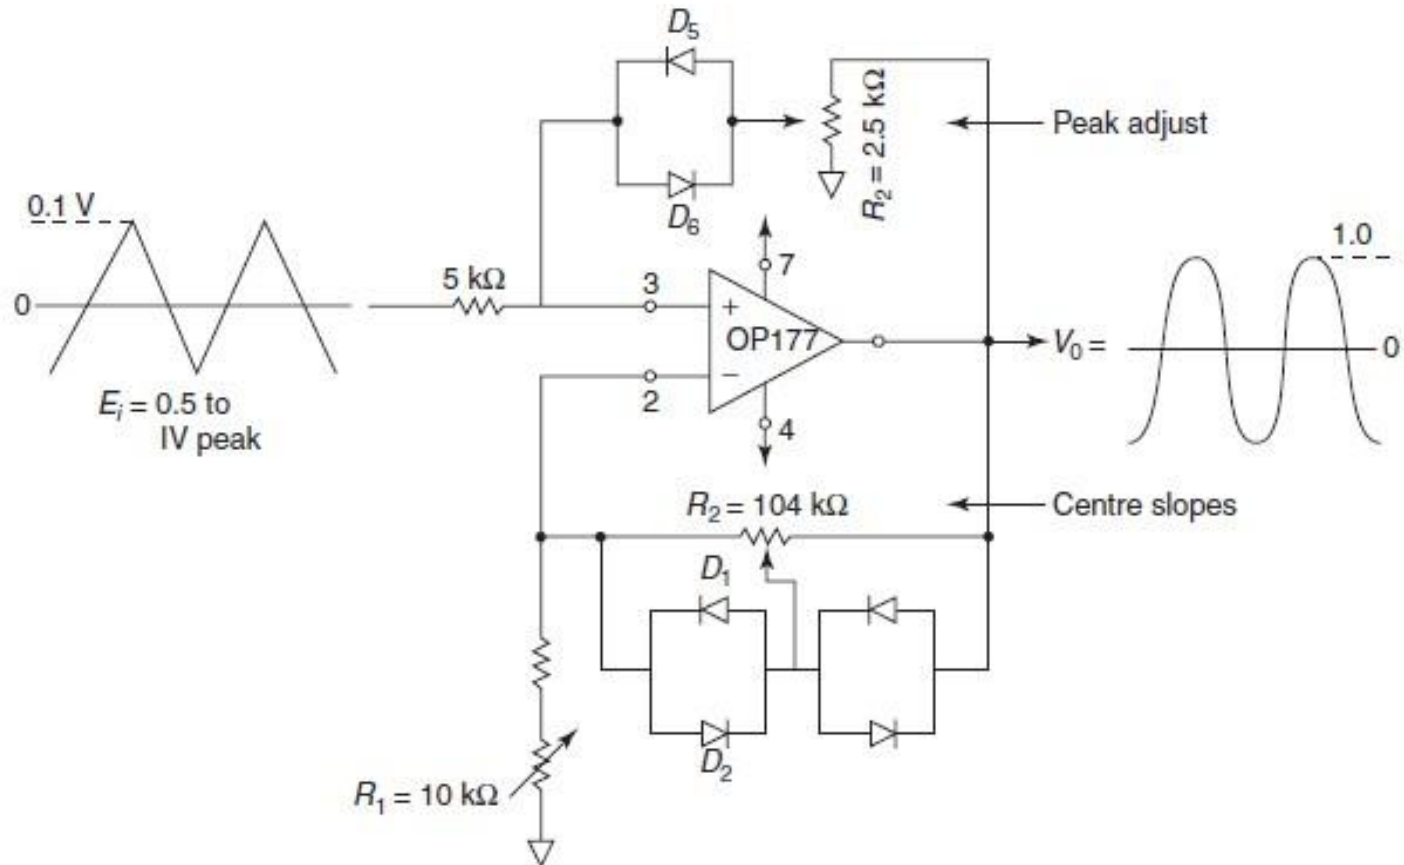 D5
R2 = 2.5 kΩ
Peak adjust
D6
0.1 V
0
Ei = 0.5 to
IV peak
5 kΩ
3
+
7
OP177
2
−
4
V0 =
1.0
0
R2 = 104 kΩ
Centre slopes
D1
D2
R1 = 10 kΩ